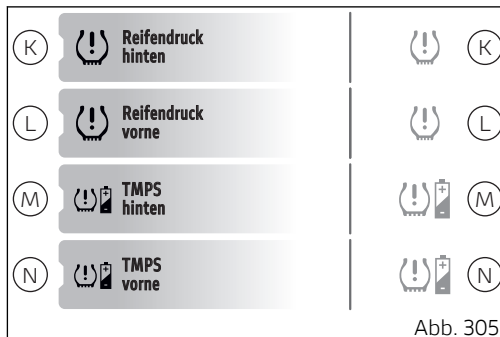 K Reifendruck K
hinten
L Reifendruck L
vorne
M TMPS M
hinten
N TMPS N
vorne
Abb. 305